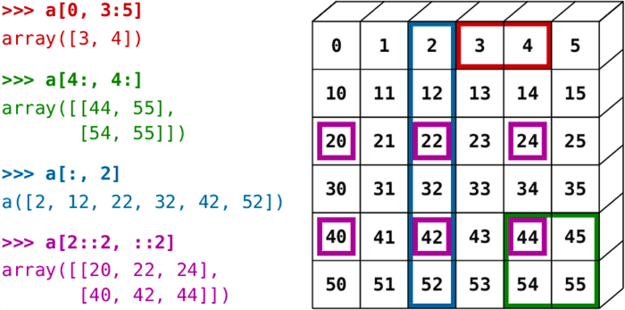 >>> a[0, 3:5]
array([3, 4])
>>> a[4:, 4:]
array([[44, 55],
       [54, 55]])
>>> a[:, 2]
a([2, 12, 22, 32, 42, 52])
>>> a[2::2, ::2]
array([[20, 22, 24],
       [40, 42, 44]])
0 1 2 3 4 5
10 11 12 13 14 15
20 21 22 23 24 25
30 31 32 33 34 35
40 41 42 43 44 45
50 51 52 53 54 55